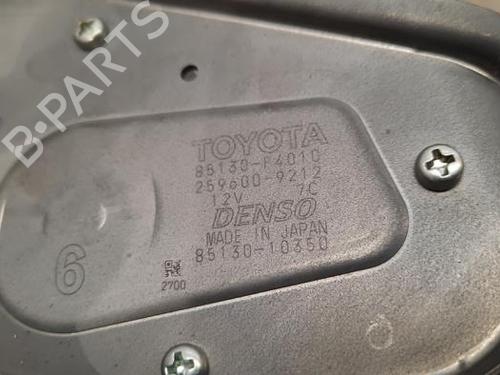 B-PARTS
TOYOTA
85130-F4010
259600-9212
12V 7C
DENSO
MADE IN JAPAN
85130-10350
6
2700